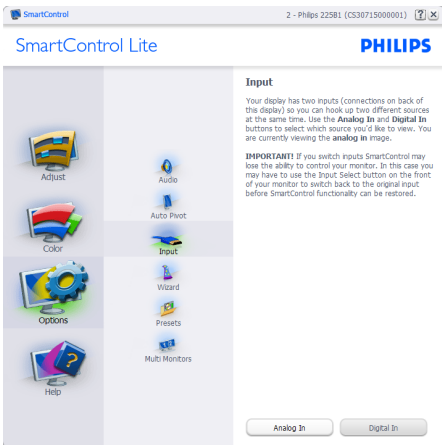 SmartControl
2 - Philips 225B1 (CS30715000001)
SmartControl Lite
PHILIPS
Adjust
Color
Options
Help
Audio
Auto Pivot
Input
Wizard
Presets
Multi Monitors
Input
Your display has two inputs (connections on back of
this display) so you can hook up two different sources
at the same time. Use the Analog In and Digital In
buttons to select which source you'd like to view. You
are currently viewing the analog in image.
IMPORTANT! If you switch inputs SmartControl may
lose the ability to control your monitor. In this case you
may have to use the Input Select button on the front
of your monitor to switch back to the original input
before SmartControl functionality can be restored.
Analog In
Digital In